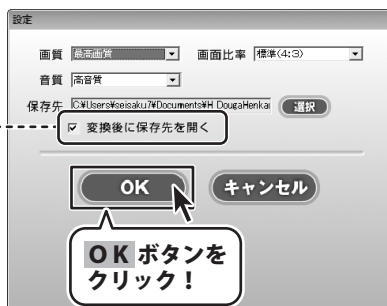 設定
画質 最高画質 画面比率 標準(4:3)
音質 高音質
保存先 C:¥Users¥seisaku7¥Documents¥H_DougaHenkai 選択
変換後に保存先を開く
OK キャンセル
OKボタンを
クリック！